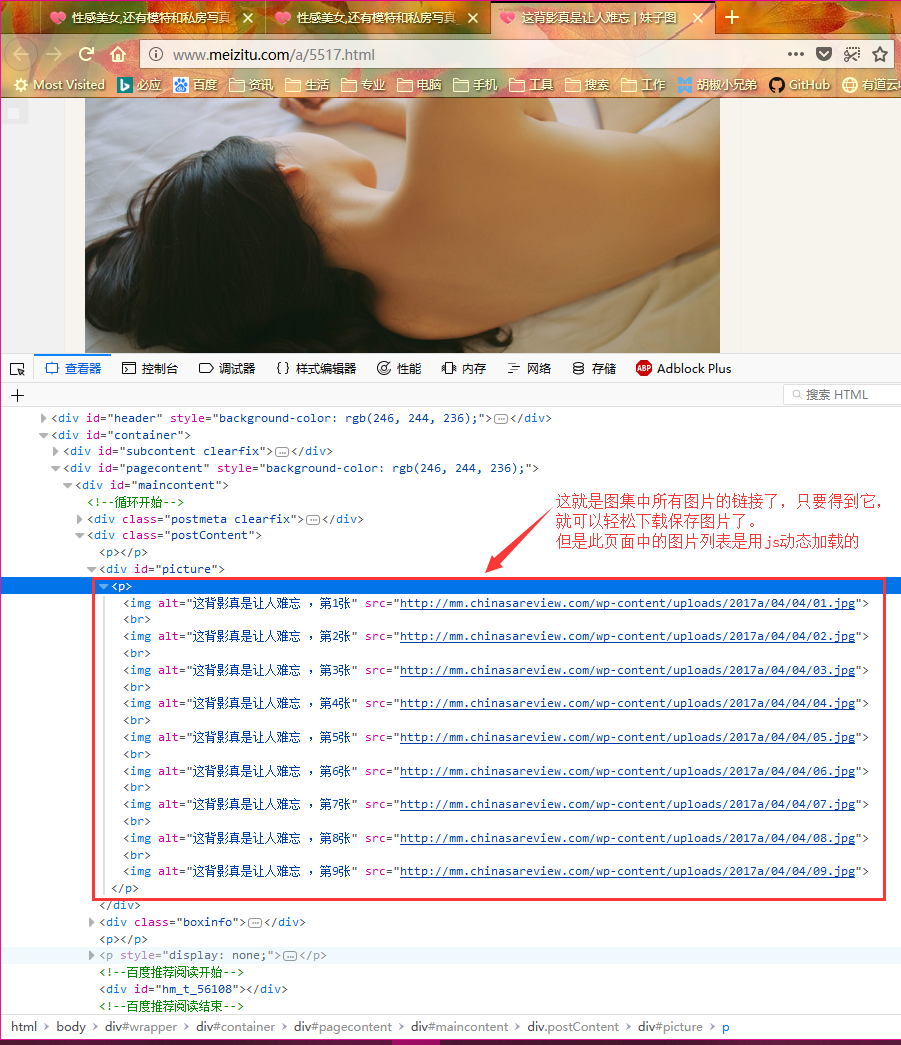 性感美女,还有模特和私房写真 性感美女,还有模特和私房写真 这背影真是让人难忘 | 妹子图
www.meizitu.com/a/5517.html
Most Visited 必应 百度 资讯 生活 专业 电脑 手机 工具 搜索 工作 胡椒小兄弟 GitHub 有道云
查看器 控制台 调试器 {} 样式编辑器 性能 内存 网络 存储 ABP Adblock Plus
搜索 HTML
<div id="header" style="background-color: rgb(246, 244, 236);"></div>
<div id="container">
<div id="subcontent clearfix"></div>
<div id="pagecontent" style="background-color: rgb(246, 244, 236);">
<div id="maincontent">
<!--循环开始-->
<div class="postmeta clearfix"></div>
<div class="postContent">
<p></p>
<div id="picture">
这就是图集中所有图片的链接了，只要得到它，
就可以轻松下载保存图片了。
但是此页面中的图片列表是用js动态加载的
<p>
<img alt="这背影真是让人难忘 ，第1张" src="http://mm.chinasareview.com/wp-content/uploads/2017a/04/04/01.jpg">
<br>
<img alt="这背影真是让人难忘 ，第2张" src="http://mm.chinasareview.com/wp-content/uploads/2017a/04/04/02.jpg">
<br>
<img alt="这背影真是让人难忘 ，第3张" src="http://mm.chinasareview.com/wp-content/uploads/2017a/04/04/03.jpg">
<br>
<img alt="这背影真是让人难忘 ，第4张" src="http://mm.chinasareview.com/wp-content/uploads/2017a/04/04/04.jpg">
<br>
<img alt="这背影真是让人难忘 ，第5张" src="http://mm.chinasareview.com/wp-content/uploads/2017a/04/04/05.jpg">
<br>
<img alt="这背影真是让人难忘 ，第6张" src="http://mm.chinasareview.com/wp-content/uploads/2017a/04/04/06.jpg">
<br>
<img alt="这背影真是让人难忘 ，第7张" src="http://mm.chinasareview.com/wp-content/uploads/2017a/04/04/07.jpg">
<br>
<img alt="这背影真是让人难忘 ，第8张" src="http://mm.chinasareview.com/wp-content/uploads/2017a/04/04/08.jpg">
<br>
<img alt="这背影真是让人难忘 ，第9张" src="http://mm.chinasareview.com/wp-content/uploads/2017a/04/04/09.jpg">
</p>
</div>
<div class="boxinfo"></div>
<p></p>
<p style="display: none;"></p>
<!--百度推荐阅读开始-->
<div id="hm_t_56108"></div>
<!--百度推荐阅读结束-->
html > body > div#wrapper > div#container > div#pagecontent > div#maincontent > div.postContent > div#picture > p